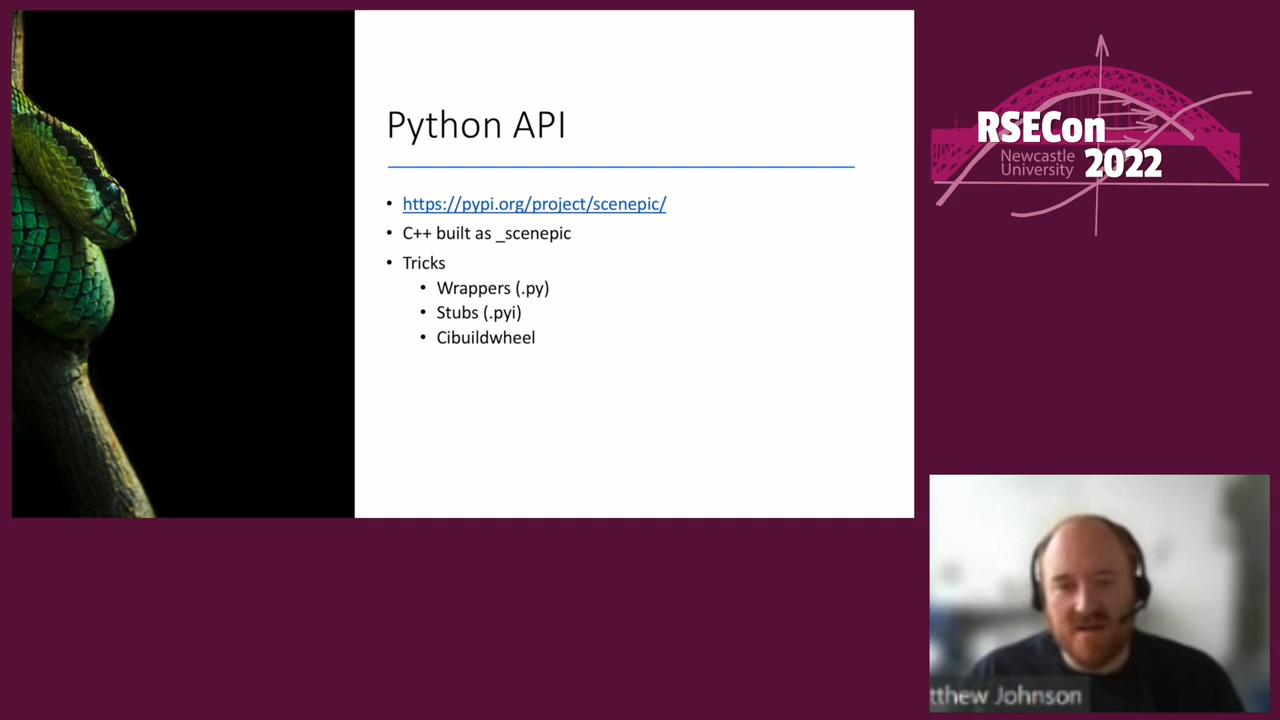 Python API
• https://pypi.org/project/scenepic/
• C++ built as _scenepic
• Tricks
• Wrappers (.py)
• Stubs (.pyi)
• Cibuildwheel
RSECon
Newcastle
University 2022
tthew Johnson